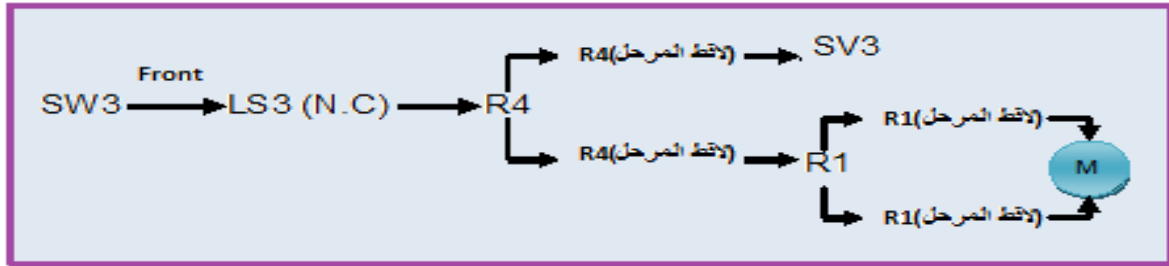 R4(لاقط المرحل)
SV3
Front
SW3
LS3 (N.C)
R4
R1(لاقط المرحل)
R4(لاقط المرحل)
R1
M
R1(لاقط المرحل)